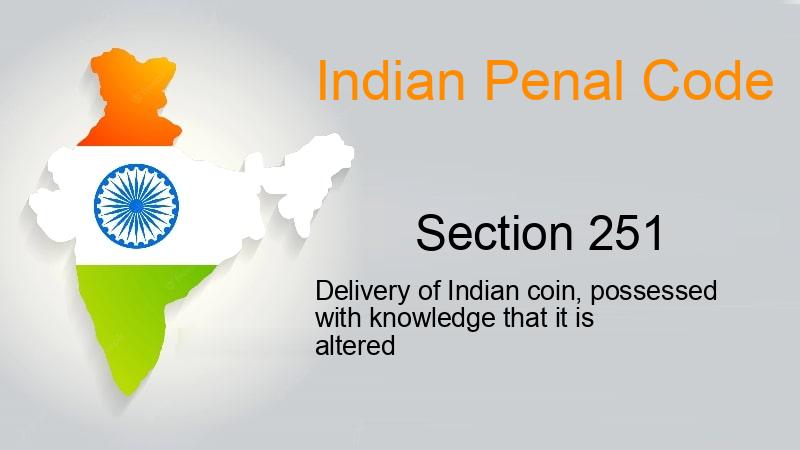 Indian Penal Code
Section 251
Delivery of Indian coin, possessed
with knowledge that it is
altered